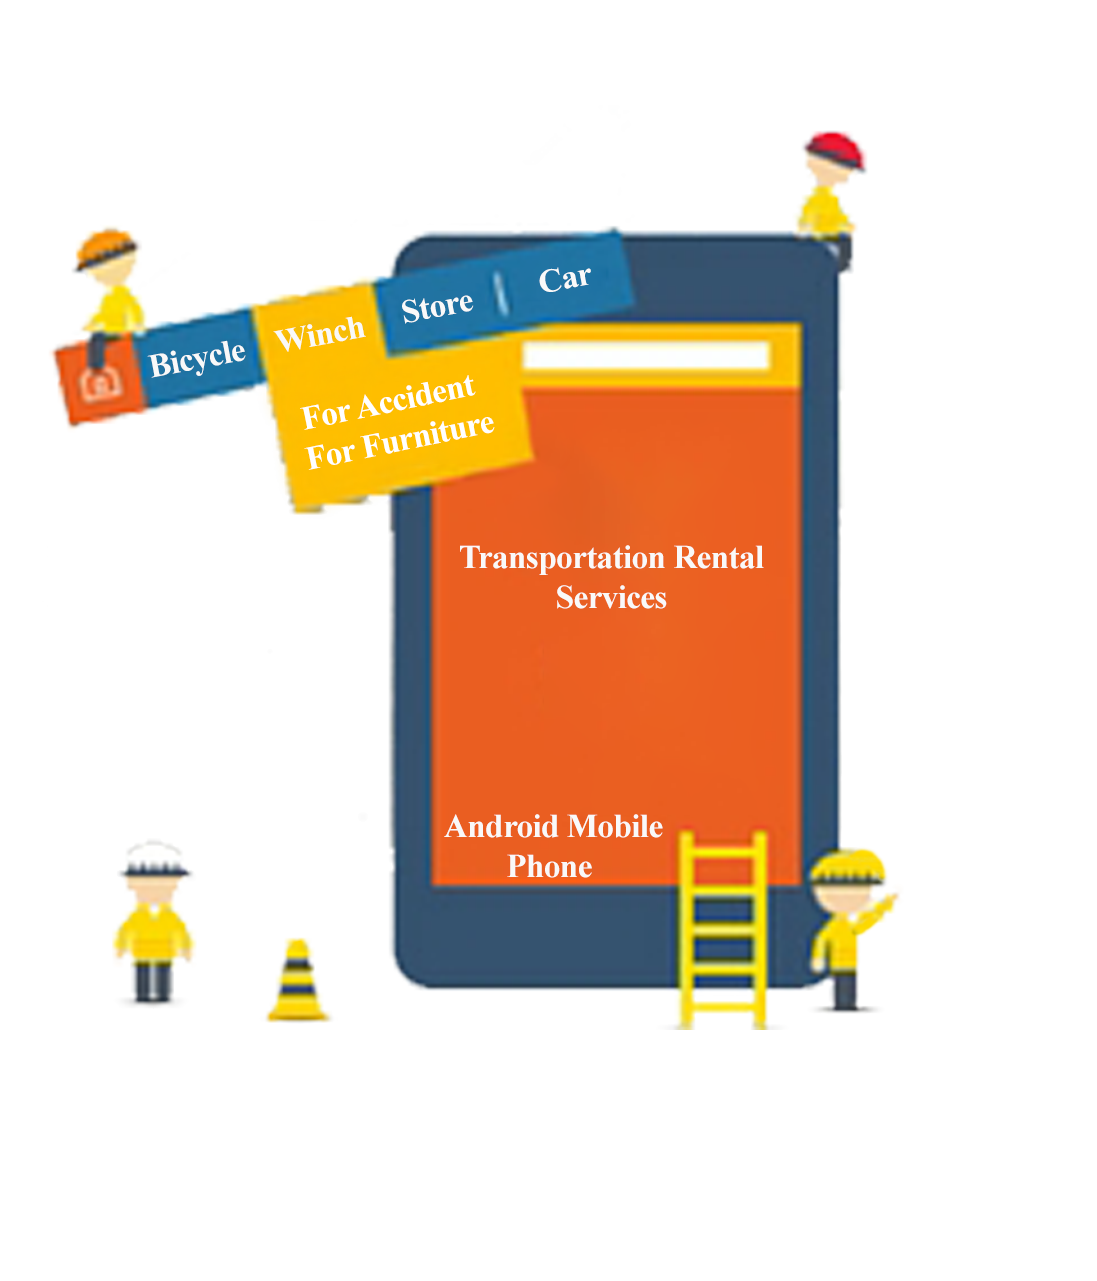 Bicycle
Winch
Store
Car
For Accident
For Furniture
Transportation Rental
Services
Android Mobile
Phone